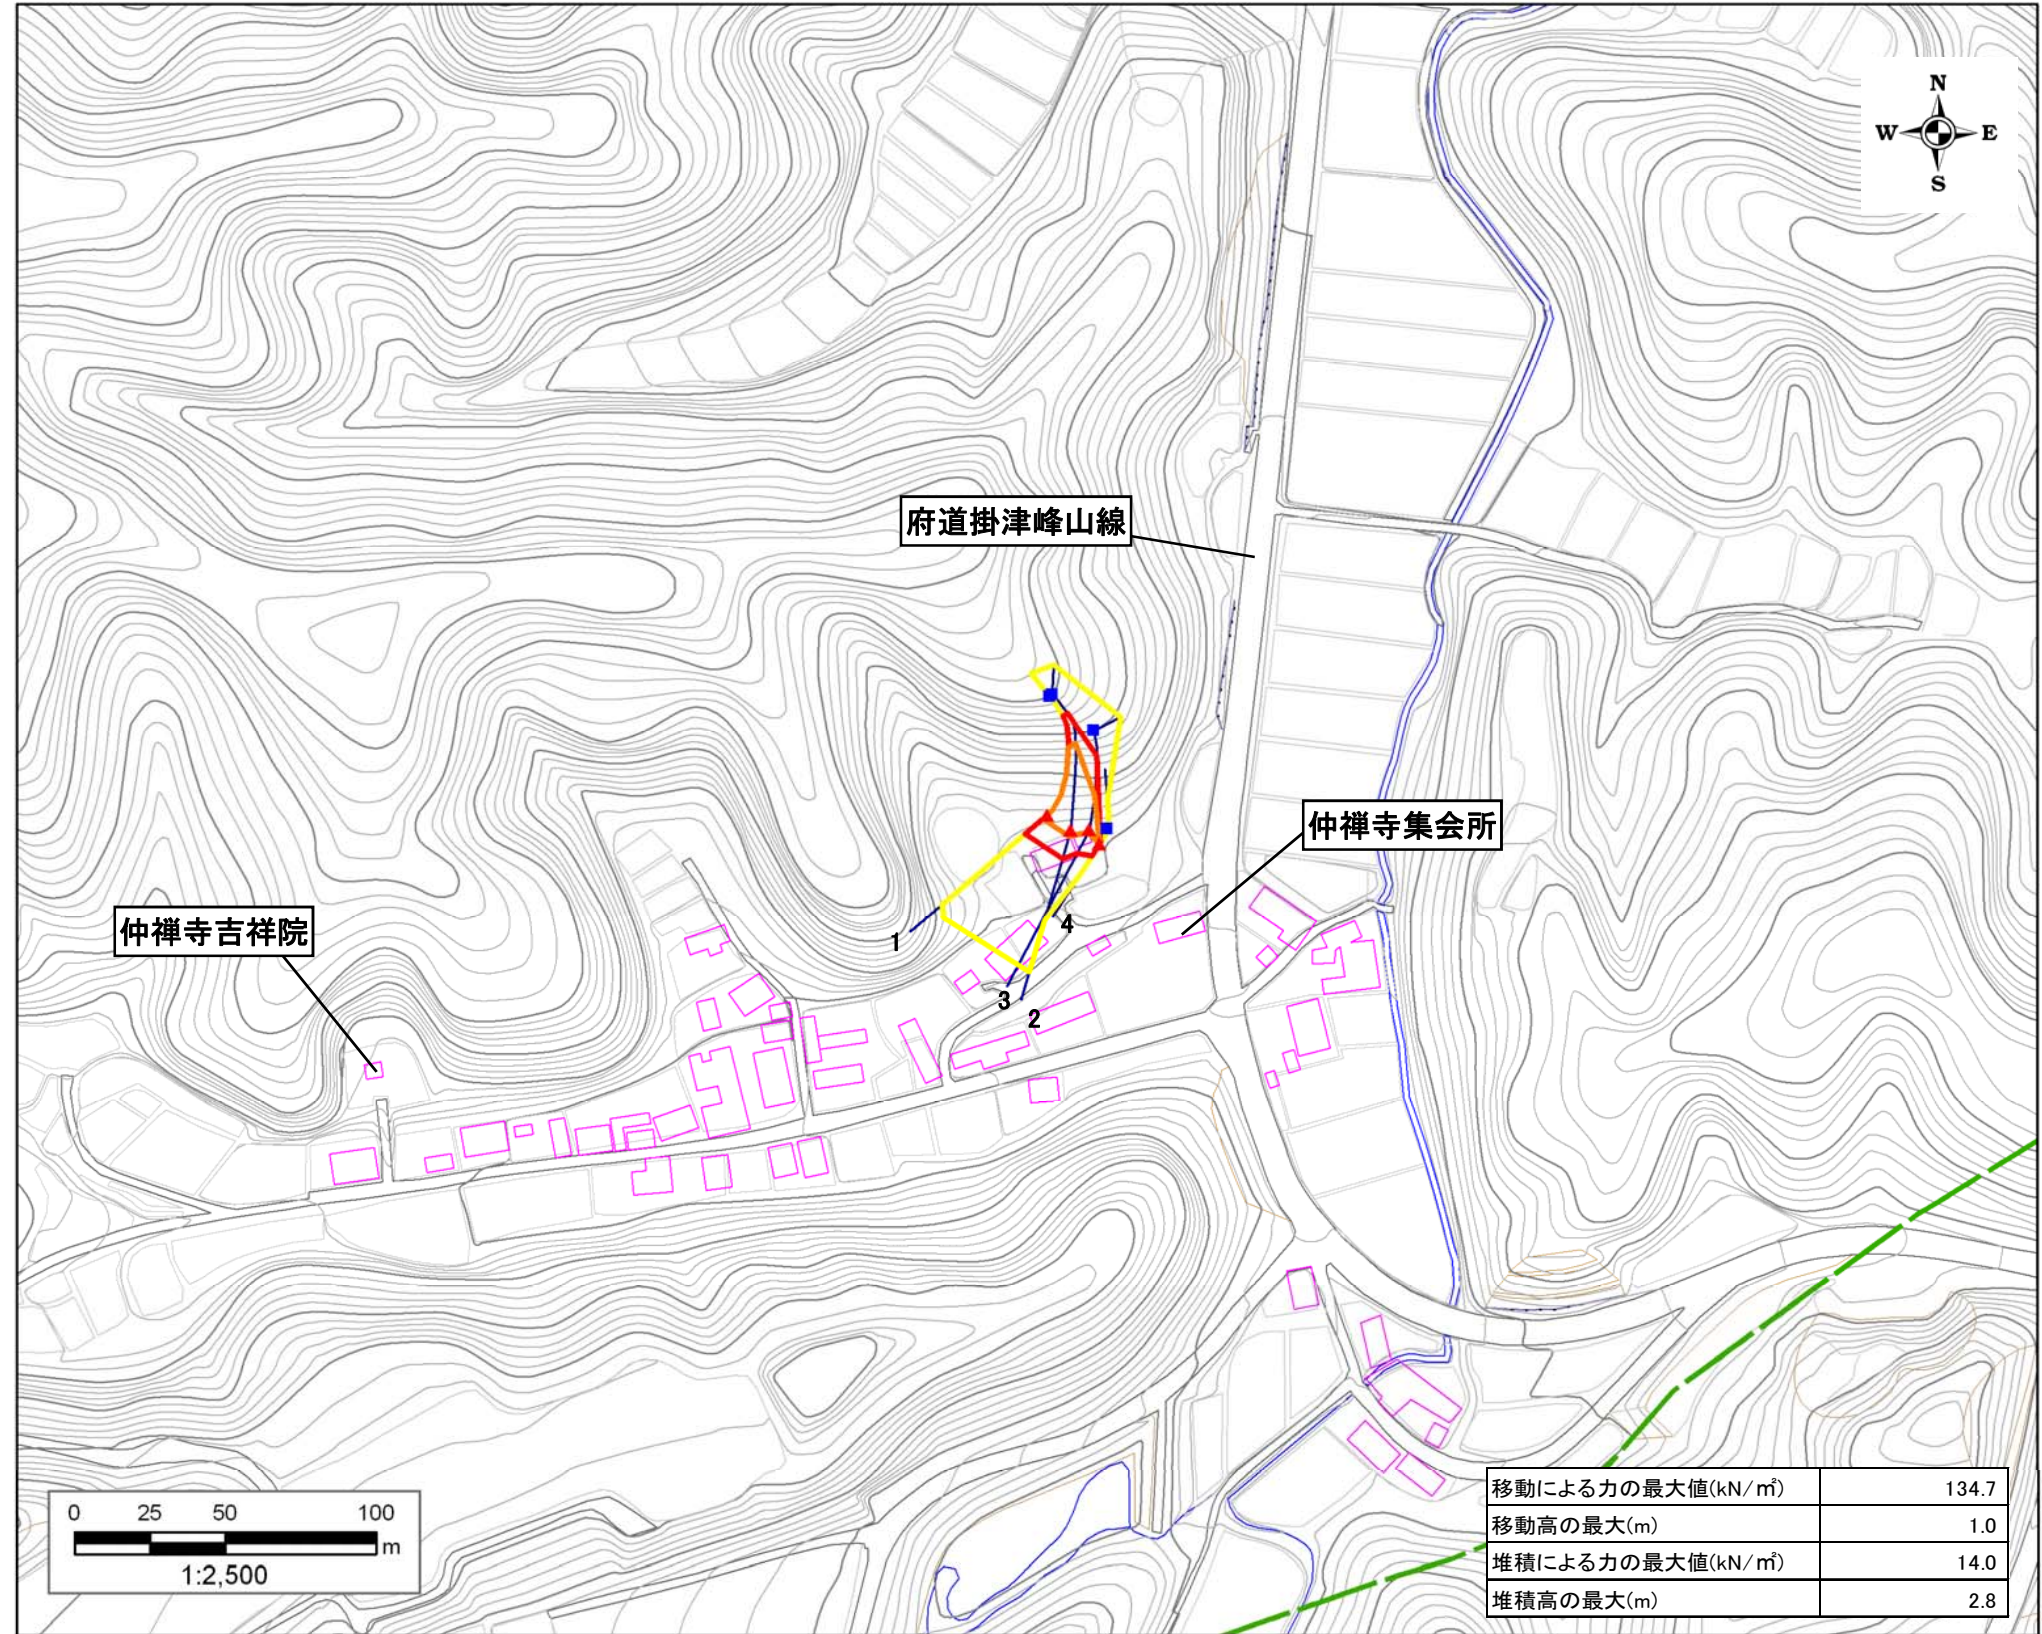 N
W E
S
府道掛津峰山線
仲禅寺集会所
仲禅寺吉祥院
1
4
3
2
0 25 50 100
m
1:2,500
移動による力の最大値(kN/㎡) 134.7
移動高の最大(m) 1.0
堆積による力の最大値(kN/㎡) 14.0
堆積高の最大(m) 2.8